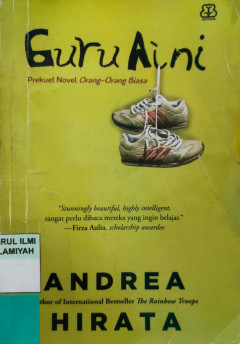 Guru Aini
Prekuel Novel Orang-Orang Biasa
"Stunningly beautiful, highly intelligent,
sangat perlu dibaca mereka yang ingin belajar."
—Firza Aulia, scholarship awardee
RUL ILMI
LAMIYAH
ANDREA
hor of International Bestseller The Rainbow Troops
HIRATA